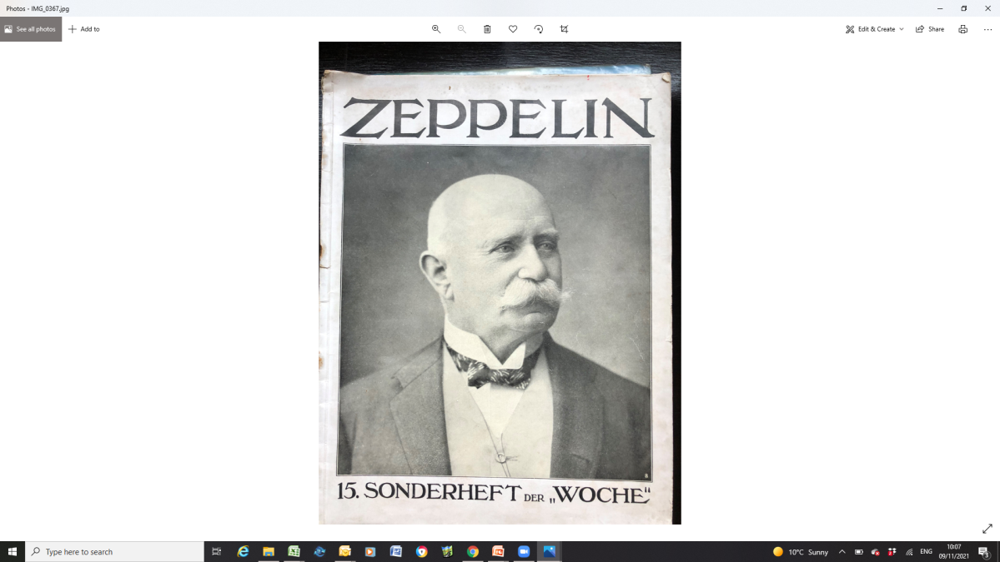 Photos - IMG_0367.jpg
See all photos
Add to
Edit & Create
Share
ZEPPELIN
15. SONDERHEFT DER „WOCHE“
Type here to search
10°C Sunny
ENG
10:07
09/11/2021
3